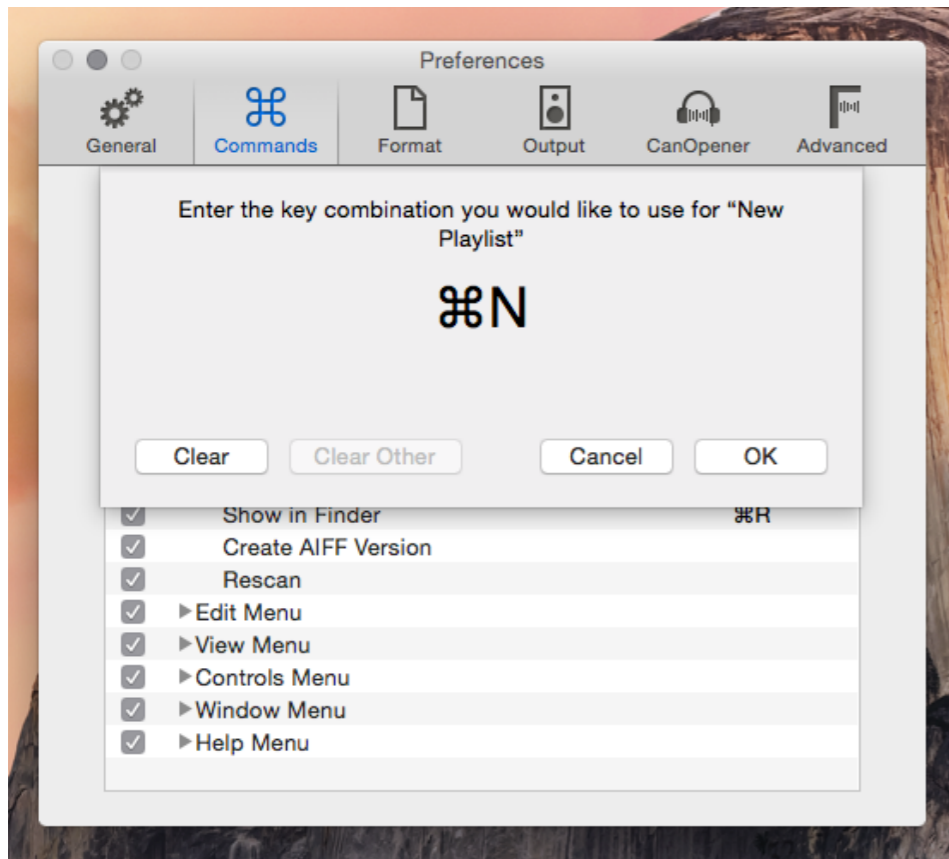 Preferences
General Commands Format Output CanOpener Advanced
Enter the key combination you would like to use for “New
Playlist”
⌘N
Clear Clear Other Cancel OK
Show in Finder ⌘R
Create AIFF Version
Rescan
Edit Menu
View Menu
Controls Menu
Window Menu
Help Menu